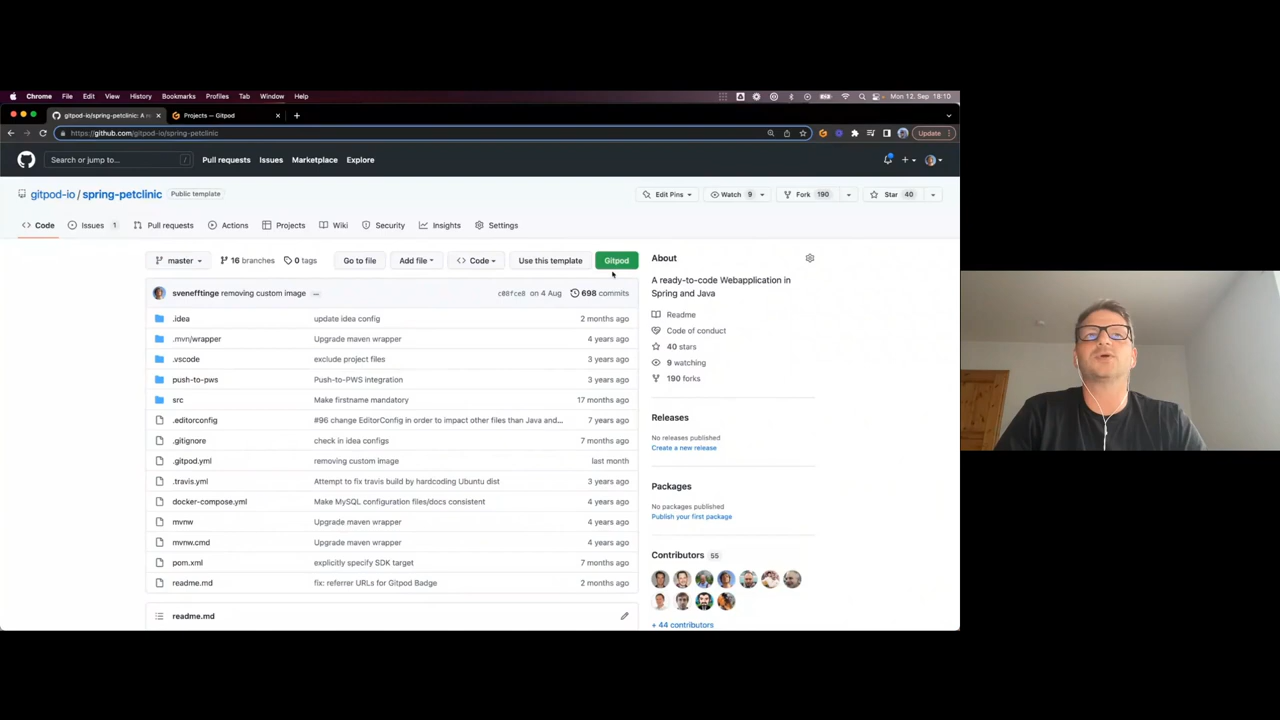 Chrome File Edit View History Bookmarks Profiles Tab Window Help Mon 12. Sep 18:10
gitpod-io/spring-petclinic: A r Projects — Gitpod
https://github.com/gitpod-io/spring-petclinic Update
Search or jump to... / Pull requests Issues Marketplace Explore
gitpod-io / spring-petclinic Public template Edit Pins Watch 9 Fork 190 Star 40
Code Issues 1 Pull requests Actions Projects Wiki Security Insights Settings
master 16 branches 0 tags Go to file Add file Code Use this template Gitpod
svenefftinge removing custom image ... c08fce8 on 4 Aug 698 commits
.idea update idea config 2 months ago
.mvn/wrapper Upgrade maven wrapper 4 years ago
.vscode exclude project files 3 years ago
push-to-pws Push-to-PWS integration 3 years ago
src Make firstname mandatory 17 months ago
.editorconfig #96 change EditorConfig in order to impact other files than Java and... 7 years ago
.gitignore check in idea configs 7 months ago
.gitpod.yml removing custom image last month
.travis.yml Attempt to fix travis build by hardcoding Ubuntu dist 3 years ago
docker-compose.yml Make MySQL configuration files/docs consistent 4 years ago
mvnw Upgrade maven wrapper 4 years ago
mvnw.cmd Upgrade maven wrapper 4 years ago
pom.xml explicitly specify SDK target 7 months ago
readme.md fix: referrer URLs for Gitpod Badge 2 months ago
readme.md
About
A ready-to-code Webapplication in
Spring and Java
Readme
Code of conduct
40 stars
9 watching
190 forks
Releases
No releases published
Create a new release
Packages
No packages published
Publish your first package
Contributors 55
+ 44 contributors